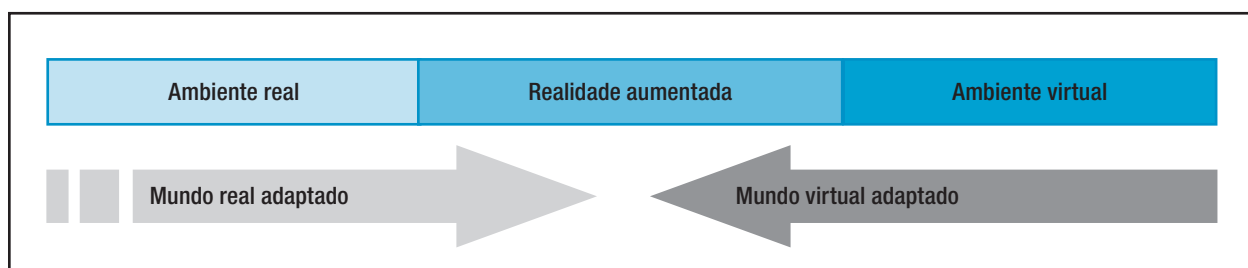 Ambiente real
Realidade aumentada
Ambiente virtual
Mundo real adaptado
Mundo virtual adaptado